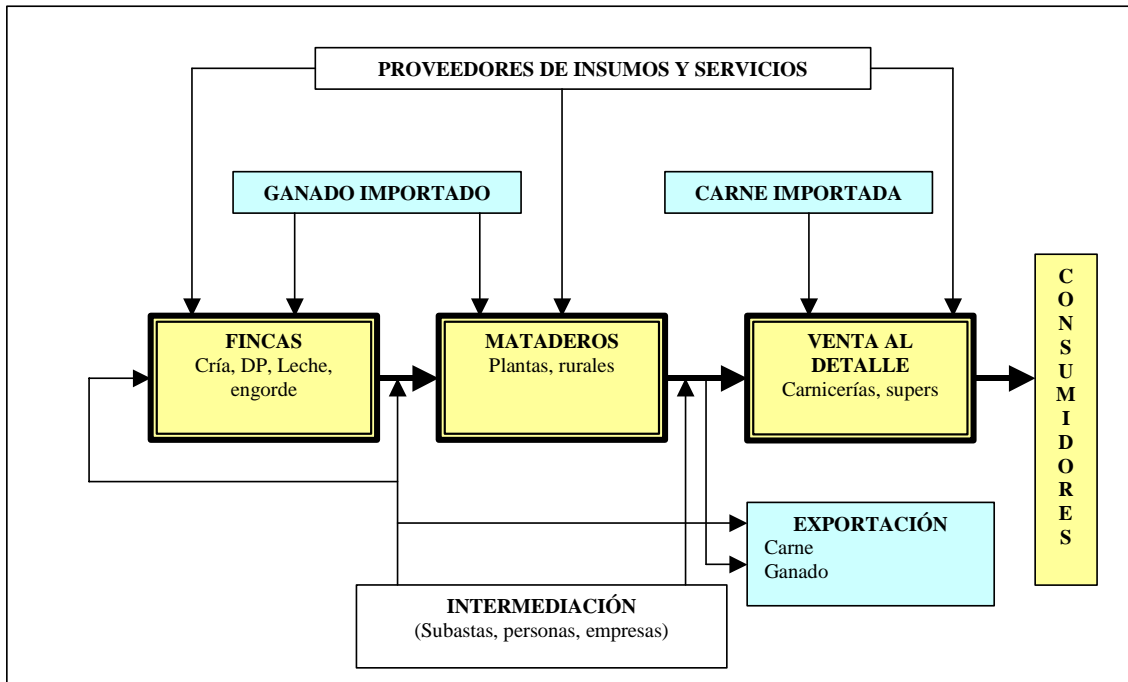 PROVEEDORES DE INSUMOS Y SERVICIOS
GANADO IMPORTADO
CARNE IMPORTADA
FINCAS
Cría, DP, Leche,
engorde
MATADEROS
Plantas, rurales
VENTA AL
DETALLE
Carnicerías, supers
C
O
N
S
U
M
I
D
O
R
E
S
EXPORTACIÓN
Carne
Ganado
INTERMEDIACIÓN
(Subastas, personas, empresas)